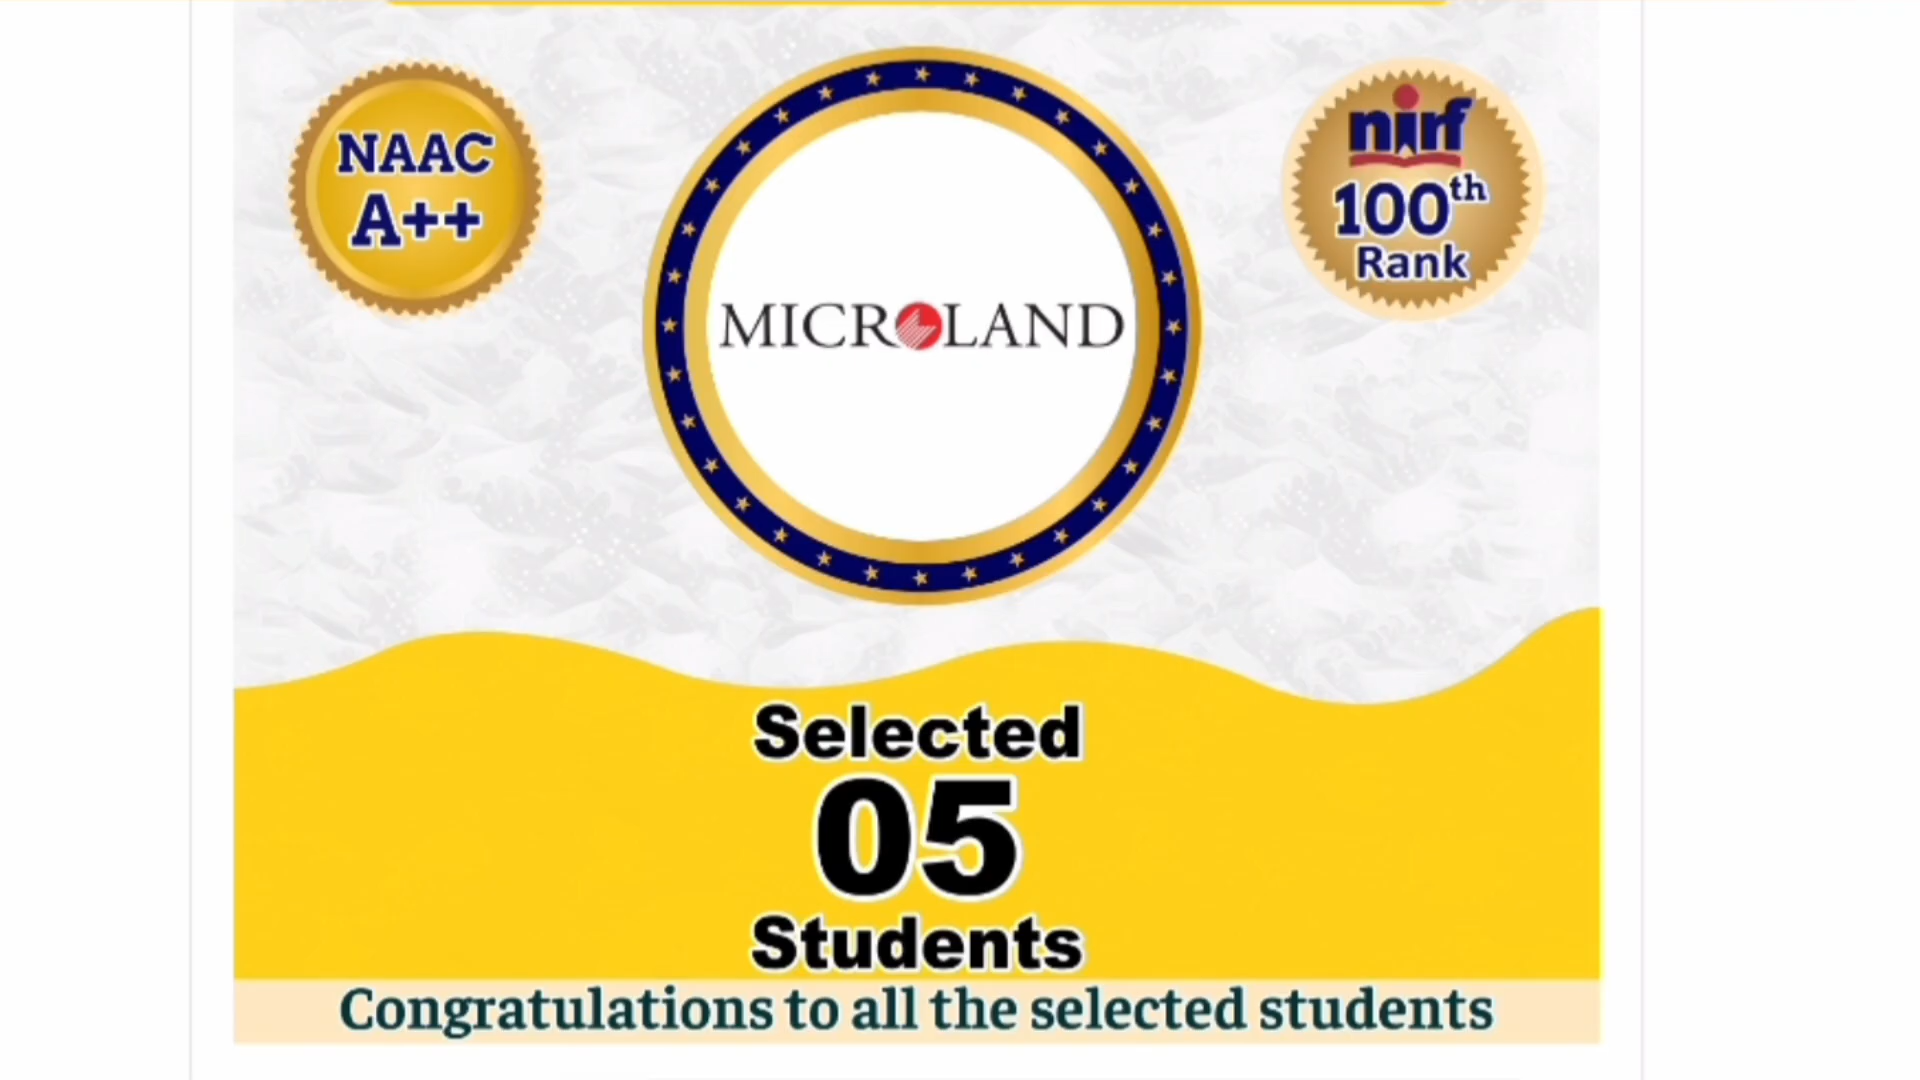 NAAC
A++
MICROLAND
nirf
100th
Rank
Selected
05
Students
Congratulations to all the selected students